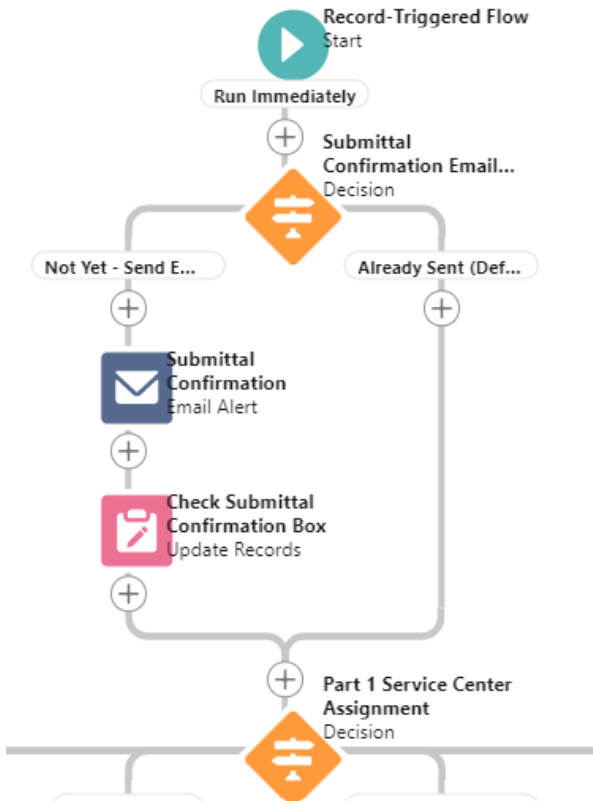 Record-Triggered Flow
Start
Run Immediately
Submittal
Confirmation Email...
Decision
Not Yet - Send E...
Already Sent (Def...
Submittal
Confirmation
Email Alert
Check Submittal
Confirmation Box
Update Records
Part 1 Service Center
Assignment
Decision